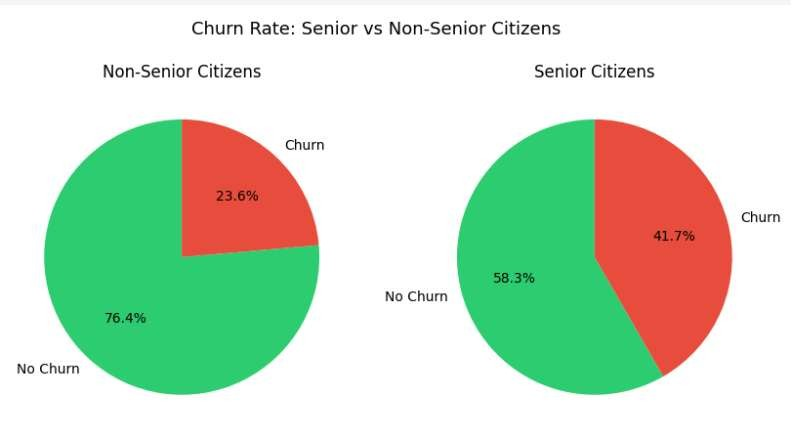 Churn Rate: Senior vs Non-Senior Citizens
Non-Senior Citizens
Churn
23.6%
76.4%
No Churn
Senior Citizens
Churn
41.7%
58.3%
No Churn